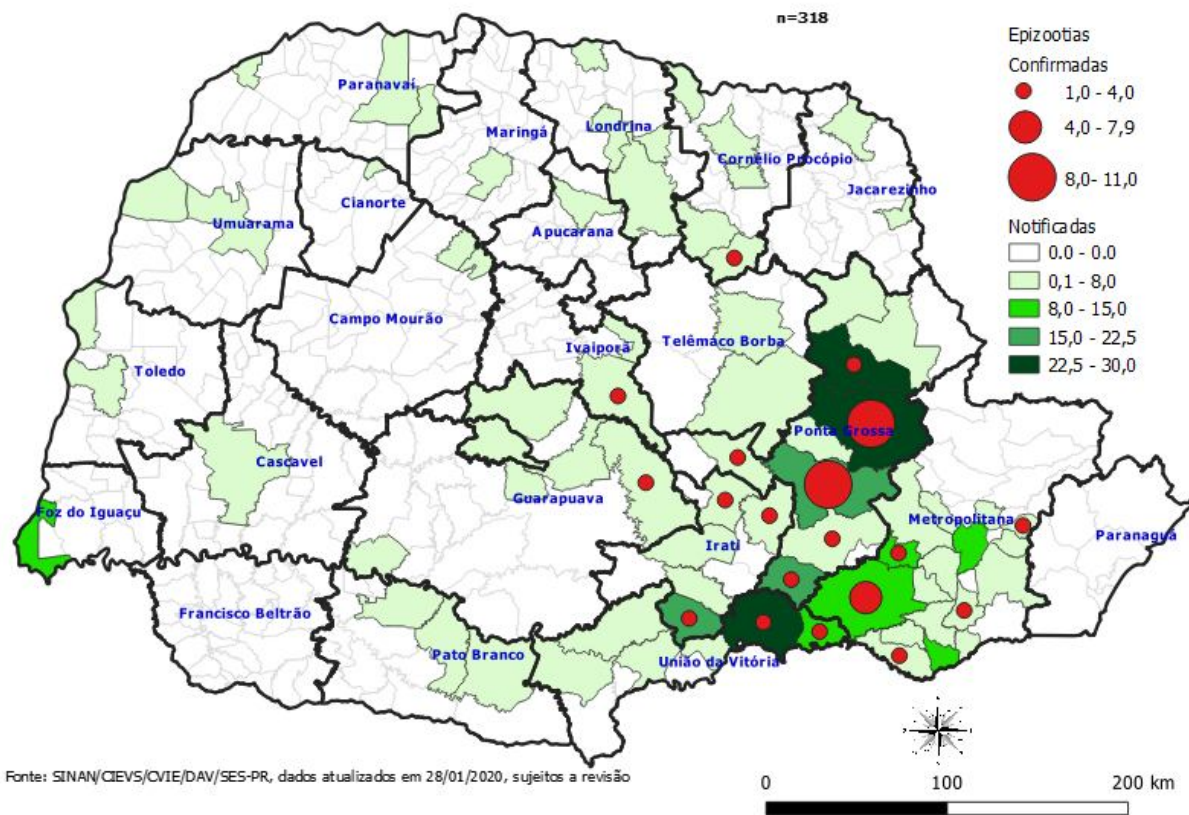 n=318
Epizootias
Confirmadas
1,0 - 4,0
4,0 - 7,9
8,0- 11,0
Notificadas
0.0 - 0.0
0,1 - 8,0
8,0 - 15,0
15,0 - 22,5
22,5 - 30,0
Paranavaí
Maringá
Londrina
Cornélio Procópio
Jacarezinho
Umuarama
Cianorte
Apucarana
Campo Mourão
Ivaiporã
Telêmaco Borba
Toledo
Ponta Grossa
Cascavel
Guarapuava
Foz do Iguaçu
Irati
Metropolitana
Paranaguá
Francisco Beltrão
Pato Branco
União da Vitória
Fonte: SINAN/CIEVS/CVIE/DAV/SES-PR, dados atualizados em 28/01/2020, sujeitos a revisão
0 100 200 km